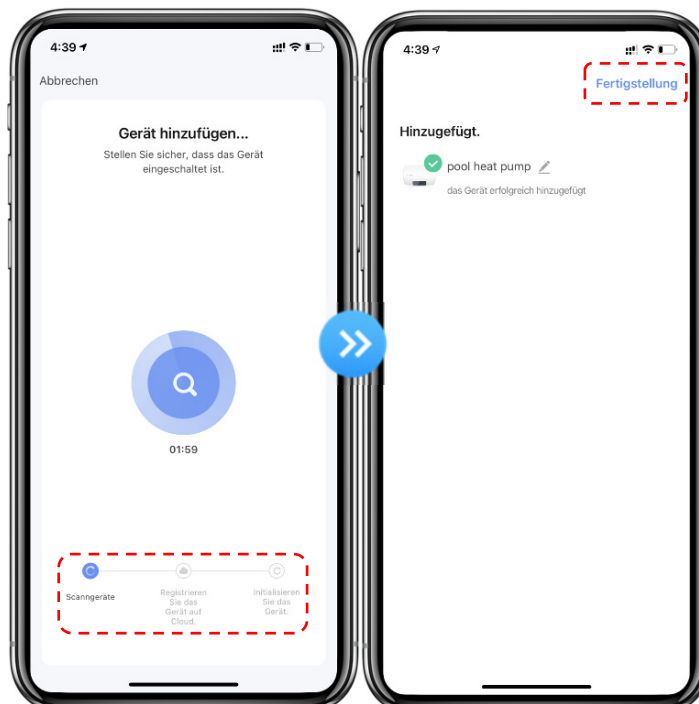 4:39
Abbrechen
Gerät hinzufügen...
Stellen Sie sicher, dass das Gerät
eingeschaltet ist.
01:59
Scanngeräte
Registrieren
Sie das
Gerät auf
Cloud.
Initialisieren
Sie das
Gerät.
4:39
Fertigstellung
Hinzugefügt.
pool heat pump
das Gerät erfolgreich hinzugefügt